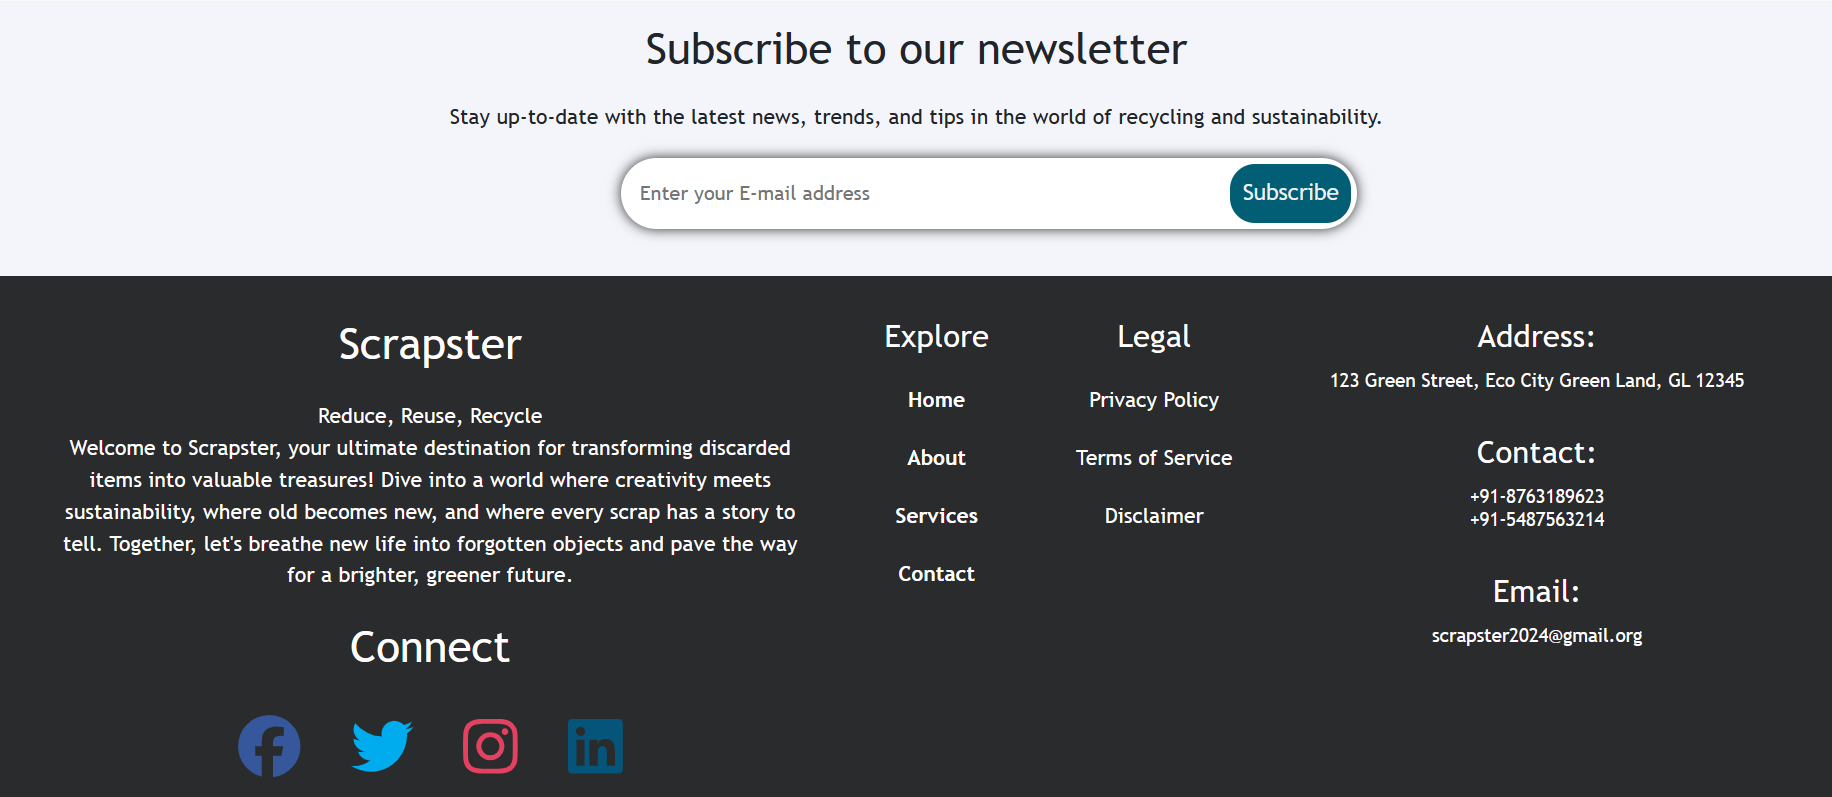 Subscribe to our newsletter
Stay up-to-date with the latest news, trends, and tips in the world of recycling and sustainability.
Enter your E-mail address
Subscribe
Scrapster
Reduce, Reuse, Recycle
Welcome to Scrapster, your ultimate destination for transforming discarded
items into valuable treasures! Dive into a world where creativity meets
sustainability, where old becomes new, and where every scrap has a story to
tell. Together, let's breathe new life into forgotten objects and pave the way
for a brighter, greener future.
Connect
Explore
Home
About
Services
Contact
Legal
Privacy Policy
Terms of Service
Disclaimer
Address:
123 Green Street, Eco City Green Land, GL 12345
Contact:
+91-8763189623
+91-5487563214
Email:
scrapster2024@gmail.org